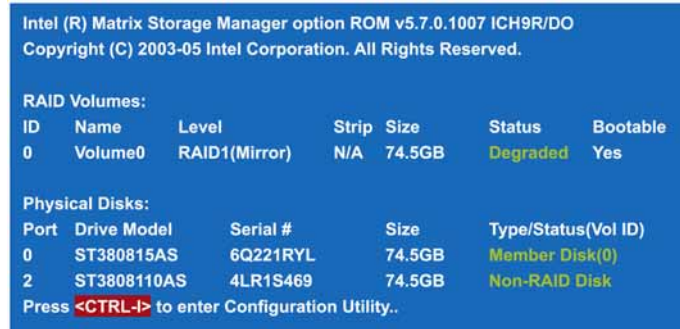 Intel (R) Matrix Storage Manager option ROM v5.7.0.1007 ICH9R/DO
Copyright (C) 2003-05 Intel Corporation. All Rights Reserved.
RAID Volumes:
ID Name Level Strip Size Status Bootable
0 Volume0 RAID1(Mirror) N/A 74.5GB Degraded Yes
Physical Disks:
Port Drive Model Serial # Size Type/Status(Vol ID)
0 ST380815AS 6Q221RYL 74.5GB Member Disk(0)
2 ST3808110AS 4LR1S469 74.5GB Non-RAID Disk
Press <CTRL-I> to enter Configuration Utility..